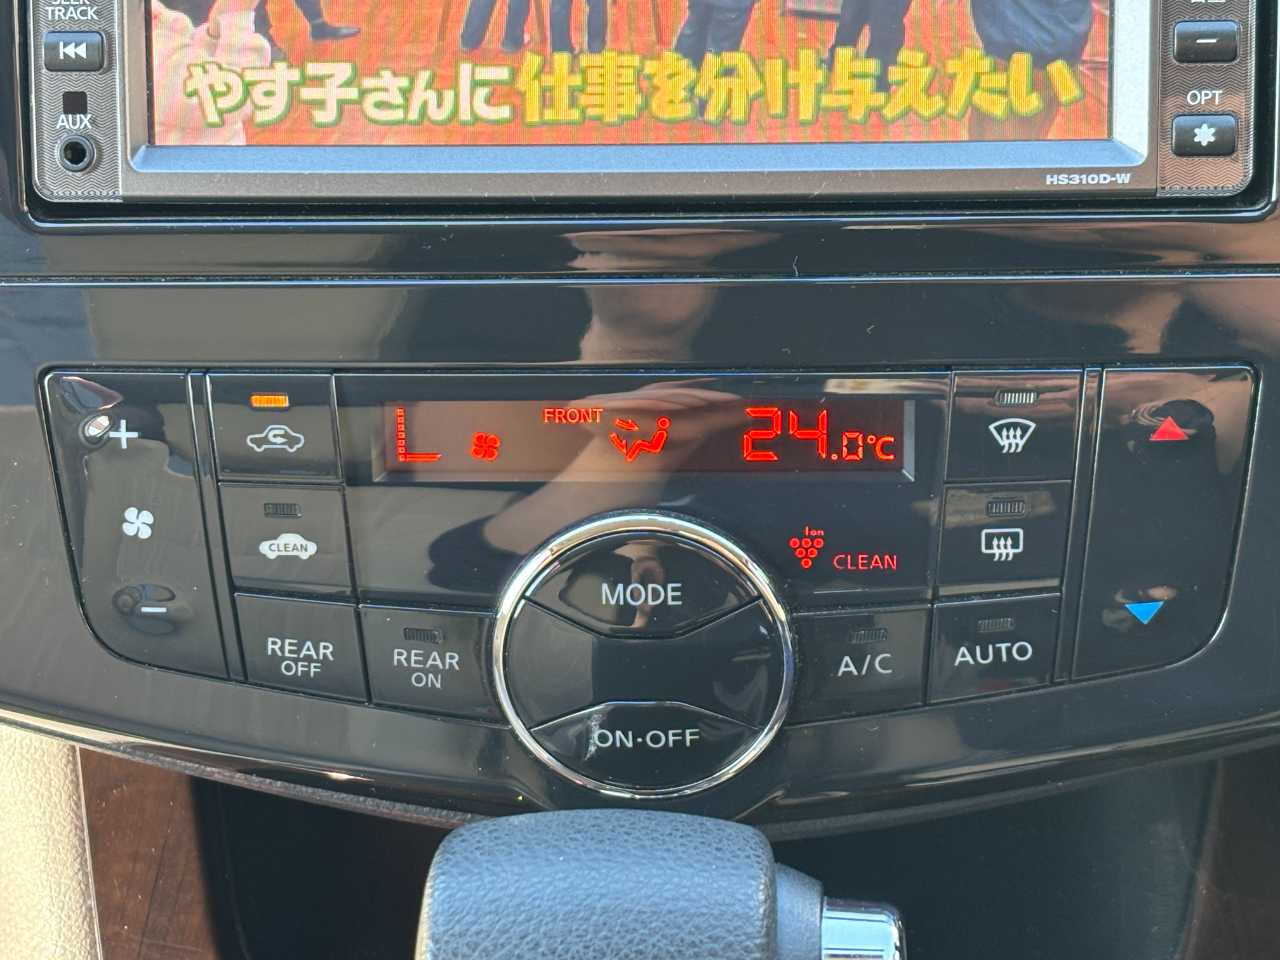 SEEK
TRACK
AUX
やす子さんに仕事を分け与えたい
OPT
HS310D-W
FRONT
24.0℃
CLEAN
Ion
CLEAN
MODE
REAR
OFF
REAR
ON
A/C
AUTO
ON·OFF